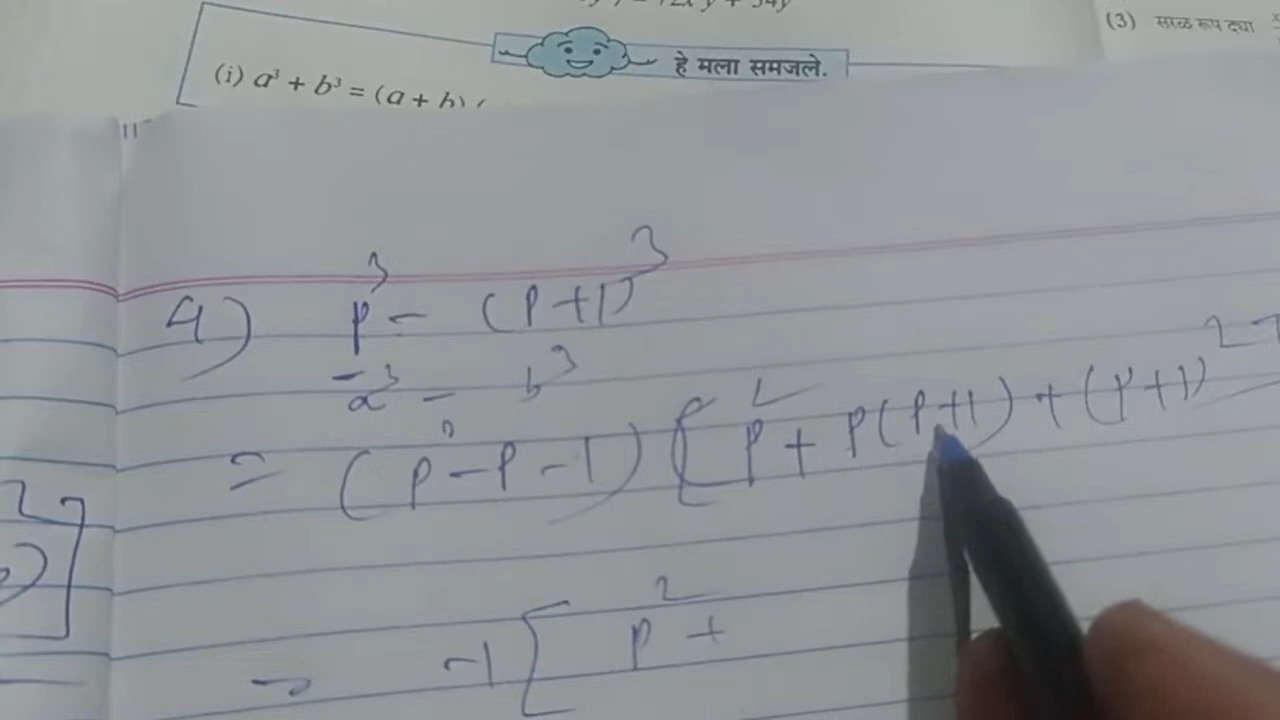 (3) सरळ रूप द्या
हे मला समजले.
(i) a³ + b³ = (a + b) (
4) p³ - (p+1)³
a³ - b³
= (p-p-1) [p² + p(p+1) + (p+1)²]
= -1 [p² +